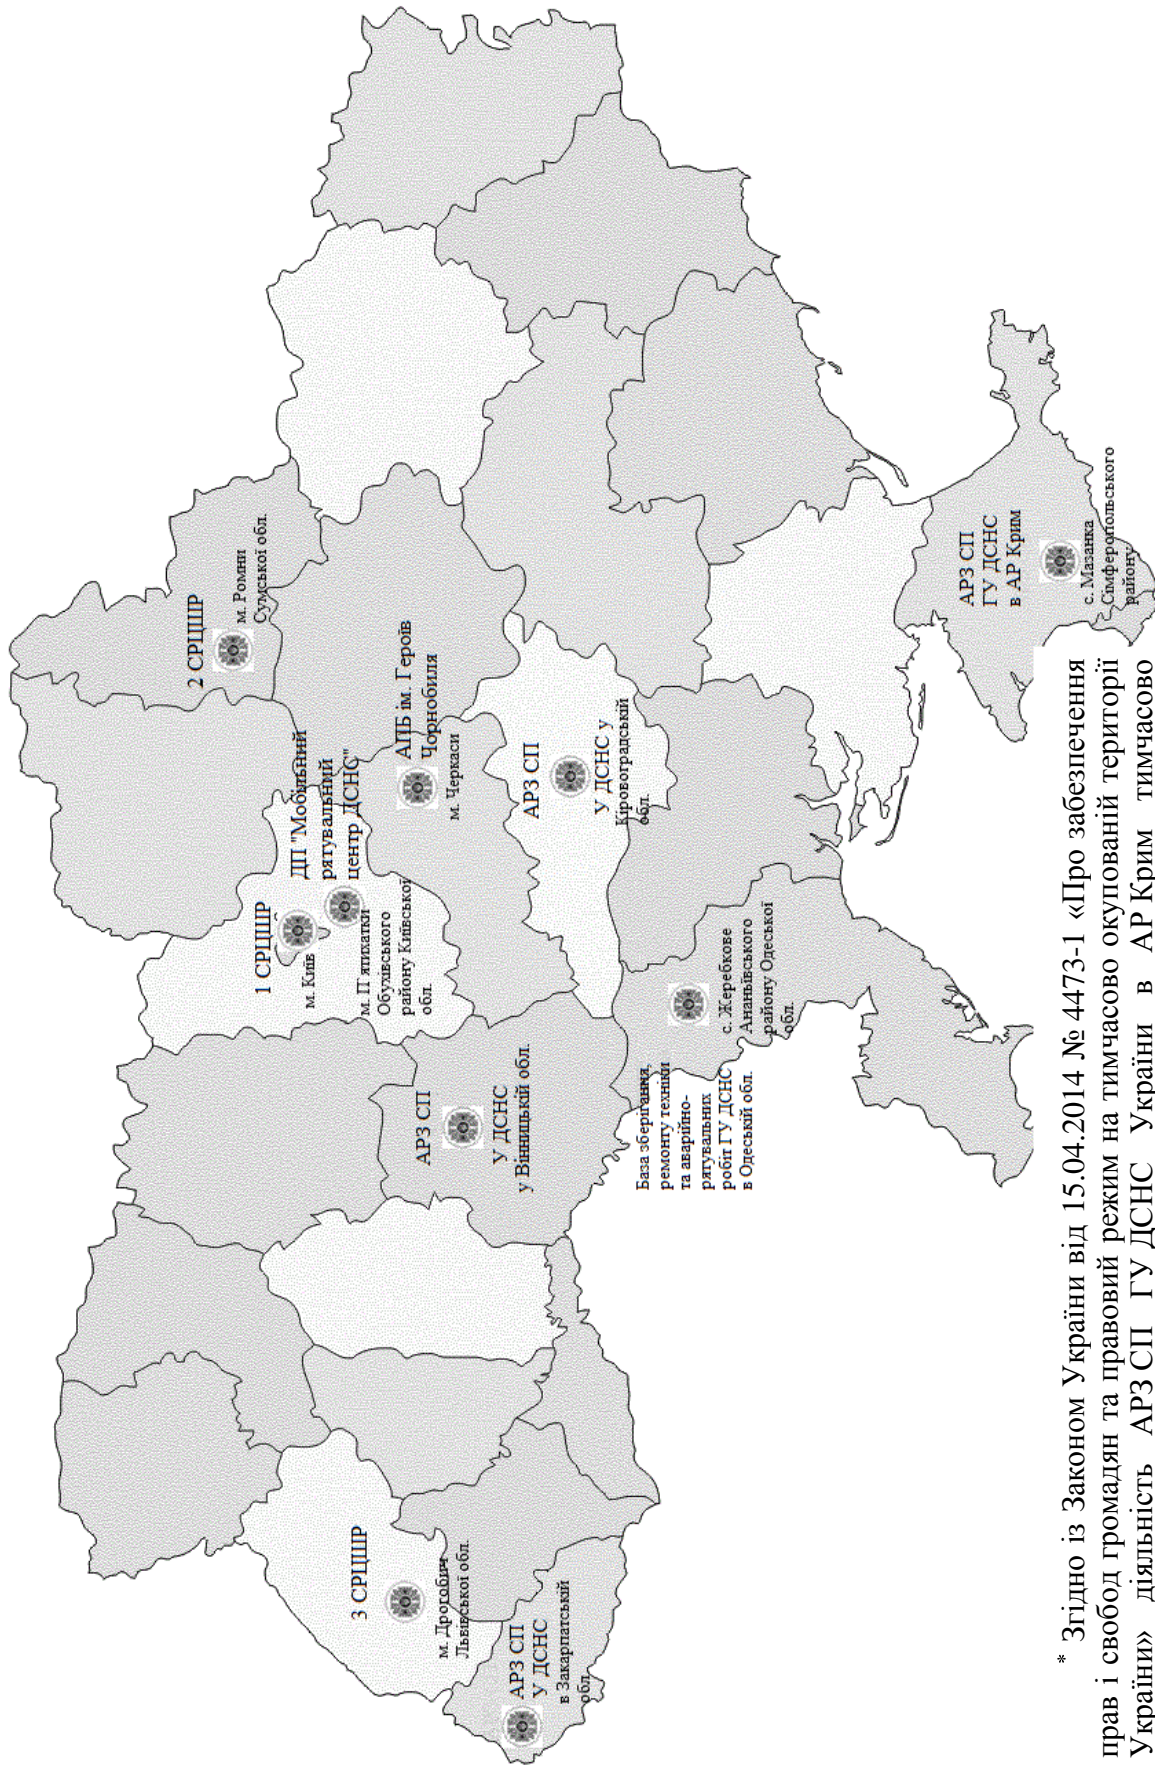 2 СРЦШР
м. Ромни
Сумської обл.
ДП "Мобільний
рятувальний
центр ДСНС"
1 СРЦШР
м. Київ
м. П`ятихатки
Обухівського
району Київської
обл.
АПБ ім. Героїв
Чорнобиля
м. Черкаси
3 СРЦШР
м. Дрогобич
Львівської обл.
АРЗ СП
У ДСНС
в Закарпатській
обл.
АРЗ СП
У ДСНС
у Вінницькій обл.
АРЗ СП
У ДСНС у
Кіровоградській
обл.
База зберігання,
ремонту техніки
та аварійно-
рятувальних
робіт ГУ ДСНС
в Одеській обл.
с. Жеребкове
Ананьївського
району Одеської
обл.
АРЗ СП
ГУ ДСНС
в АР Крим
с. Мазанка
Сімферопольського
району
* Згідно із Законом України від 15.04.2014 № 4473-1 «Про забезпечення
прав і свобод громадян та правовий режим на тимчасово окупованій території
України» діяльність АРЗ СП ГУ ДСНС України в АР Крим тимчасово